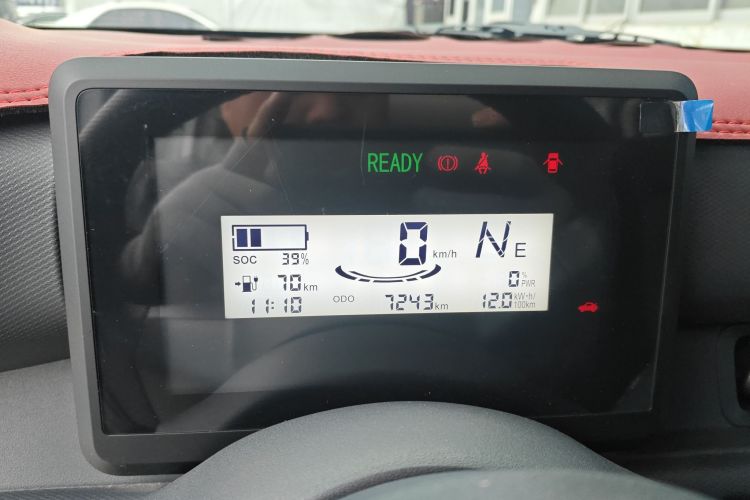 READY
0 km/h
N E
SOC 39%
70 km
0 % PWR
11:10
ODO 7243 km
12.0 kW·h/100km